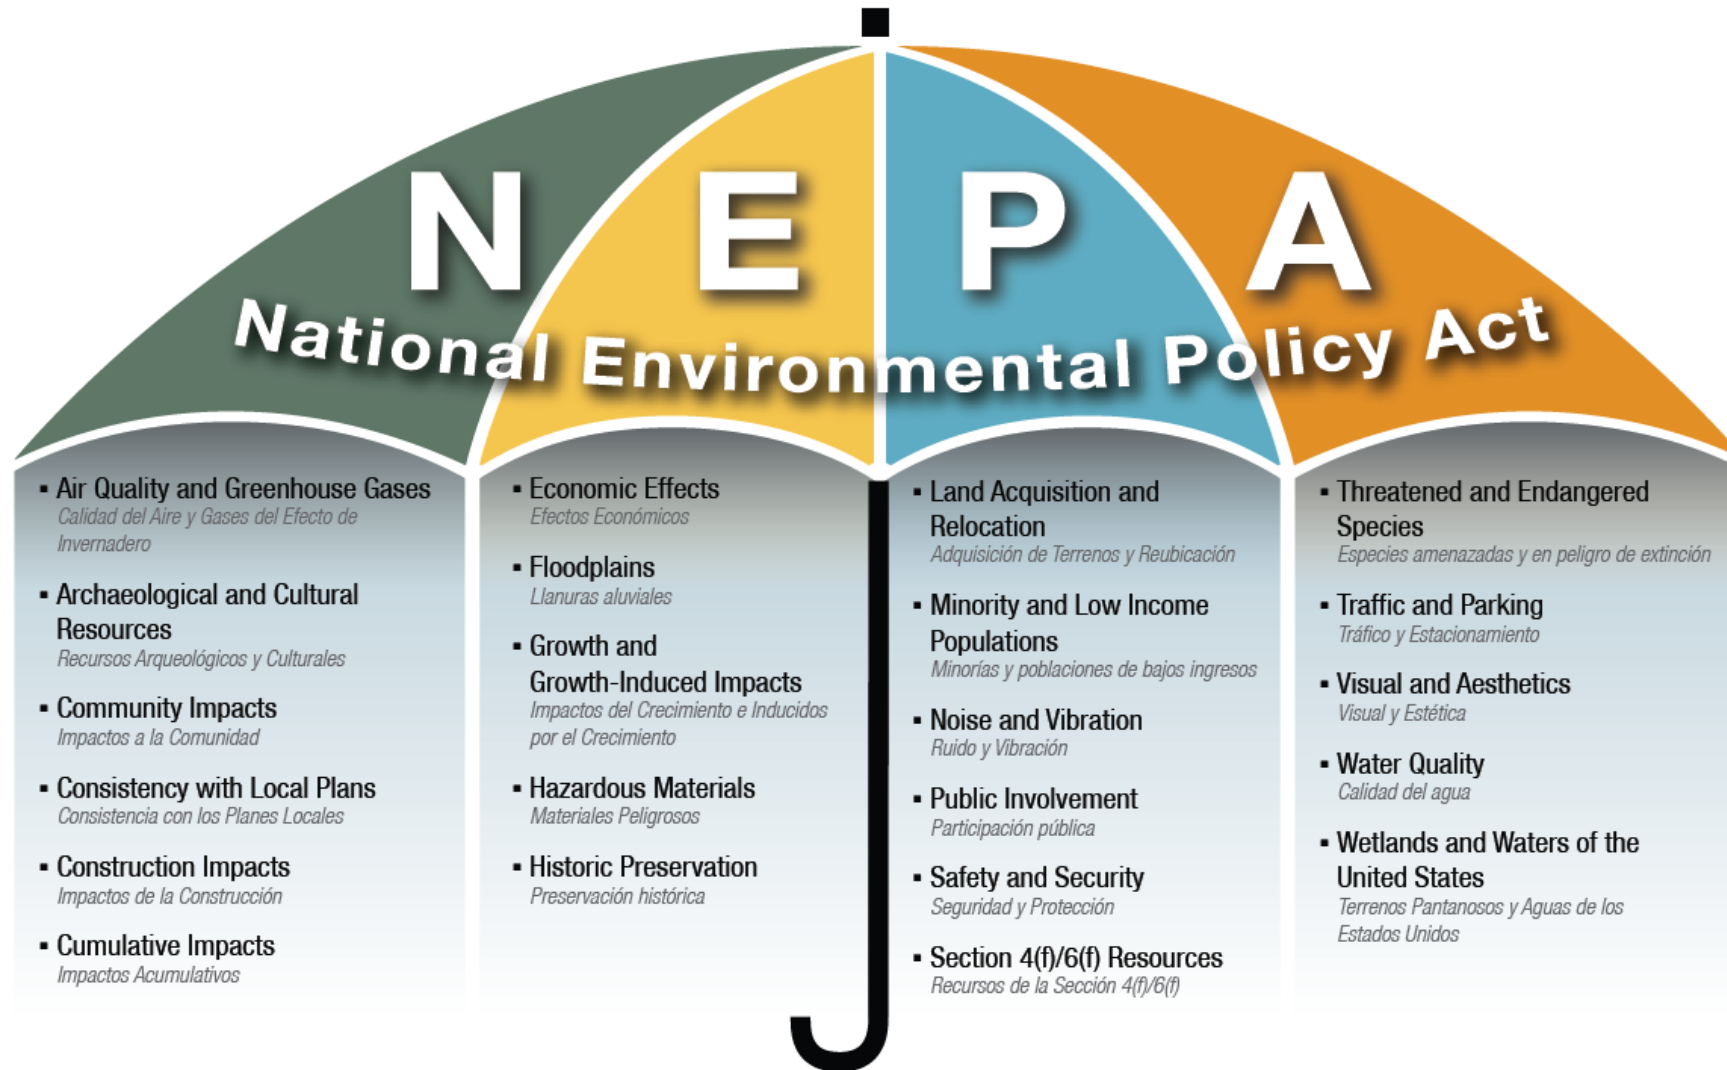 N E P A
National Environmental Policy Act
▪ Air Quality and Greenhouse Gases
Calidad del Aire y Gases del Efecto de
Invernadero
▪ Archaeological and Cultural
Resources
Recursos Arqueológicos y Culturales
▪ Community Impacts
Impactos a la Comunidad
▪ Consistency with Local Plans
Consistencia con los Planes Locales
▪ Construction Impacts
Impactos de la Construcción
▪ Cumulative Impacts
Impactos Acumulativos
▪ Economic Effects
Efectos Económicos
▪ Floodplains
Llanuras aluviales
▪ Growth and
Growth-Induced Impacts
Impactos del Crecimiento e Inducidos
por el Crecimiento
▪ Hazardous Materials
Materiales Peligrosos
▪ Historic Preservation
Preservación histórica
▪ Land Acquisition and
Relocation
Adquisición de Terrenos y Reubicación
▪ Minority and Low Income
Populations
Minorías y poblaciones de bajos ingresos
▪ Noise and Vibration
Ruido y Vibración
▪ Public Involvement
Participación pública
▪ Safety and Security
Seguridad y Protección
▪ Section 4(f)/6(f) Resources
Recursos de la Sección 4(f)/6(f)
▪ Threatened and Endangered
Species
Especies amenazadas y en peligro de extinción
▪ Traffic and Parking
Tráfico y Estacionamiento
▪ Visual and Aesthetics
Visual y Estética
▪ Water Quality
Calidad del agua
▪ Wetlands and Waters of the
United States
Terrenos Pantanosos y Aguas de los
Estados Unidos